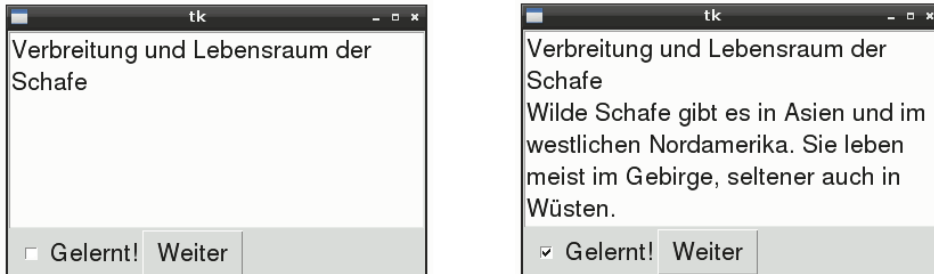 tk
Verbreitung und Lebensraum der
Schafe
Gelernt! Weiter
tk
Verbreitung und Lebensraum der
Schafe
Wilde Schafe gibt es in Asien und im
westlichen Nordamerika. Sie leben
meist im Gebirge, seltener auch in
Wüsten.
Gelernt! Weiter